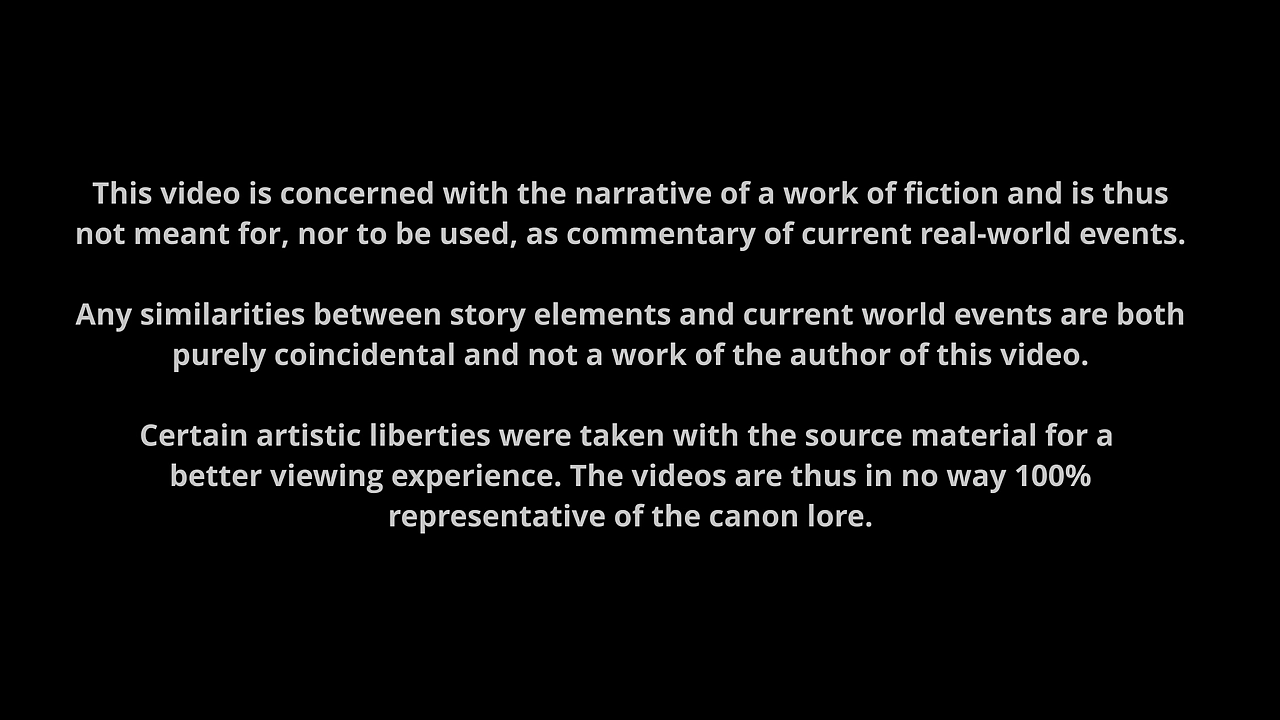 This video is concerned with the narrative of a work of fiction and is thus
not meant for, nor to be used, as commentary of current real-world events.
Any similarities between story elements and current world events are both
purely coincidental and not a work of the author of this video.
Certain artistic liberties were taken with the source material for a
better viewing experience. The videos are thus in no way 100%
representative of the canon lore.